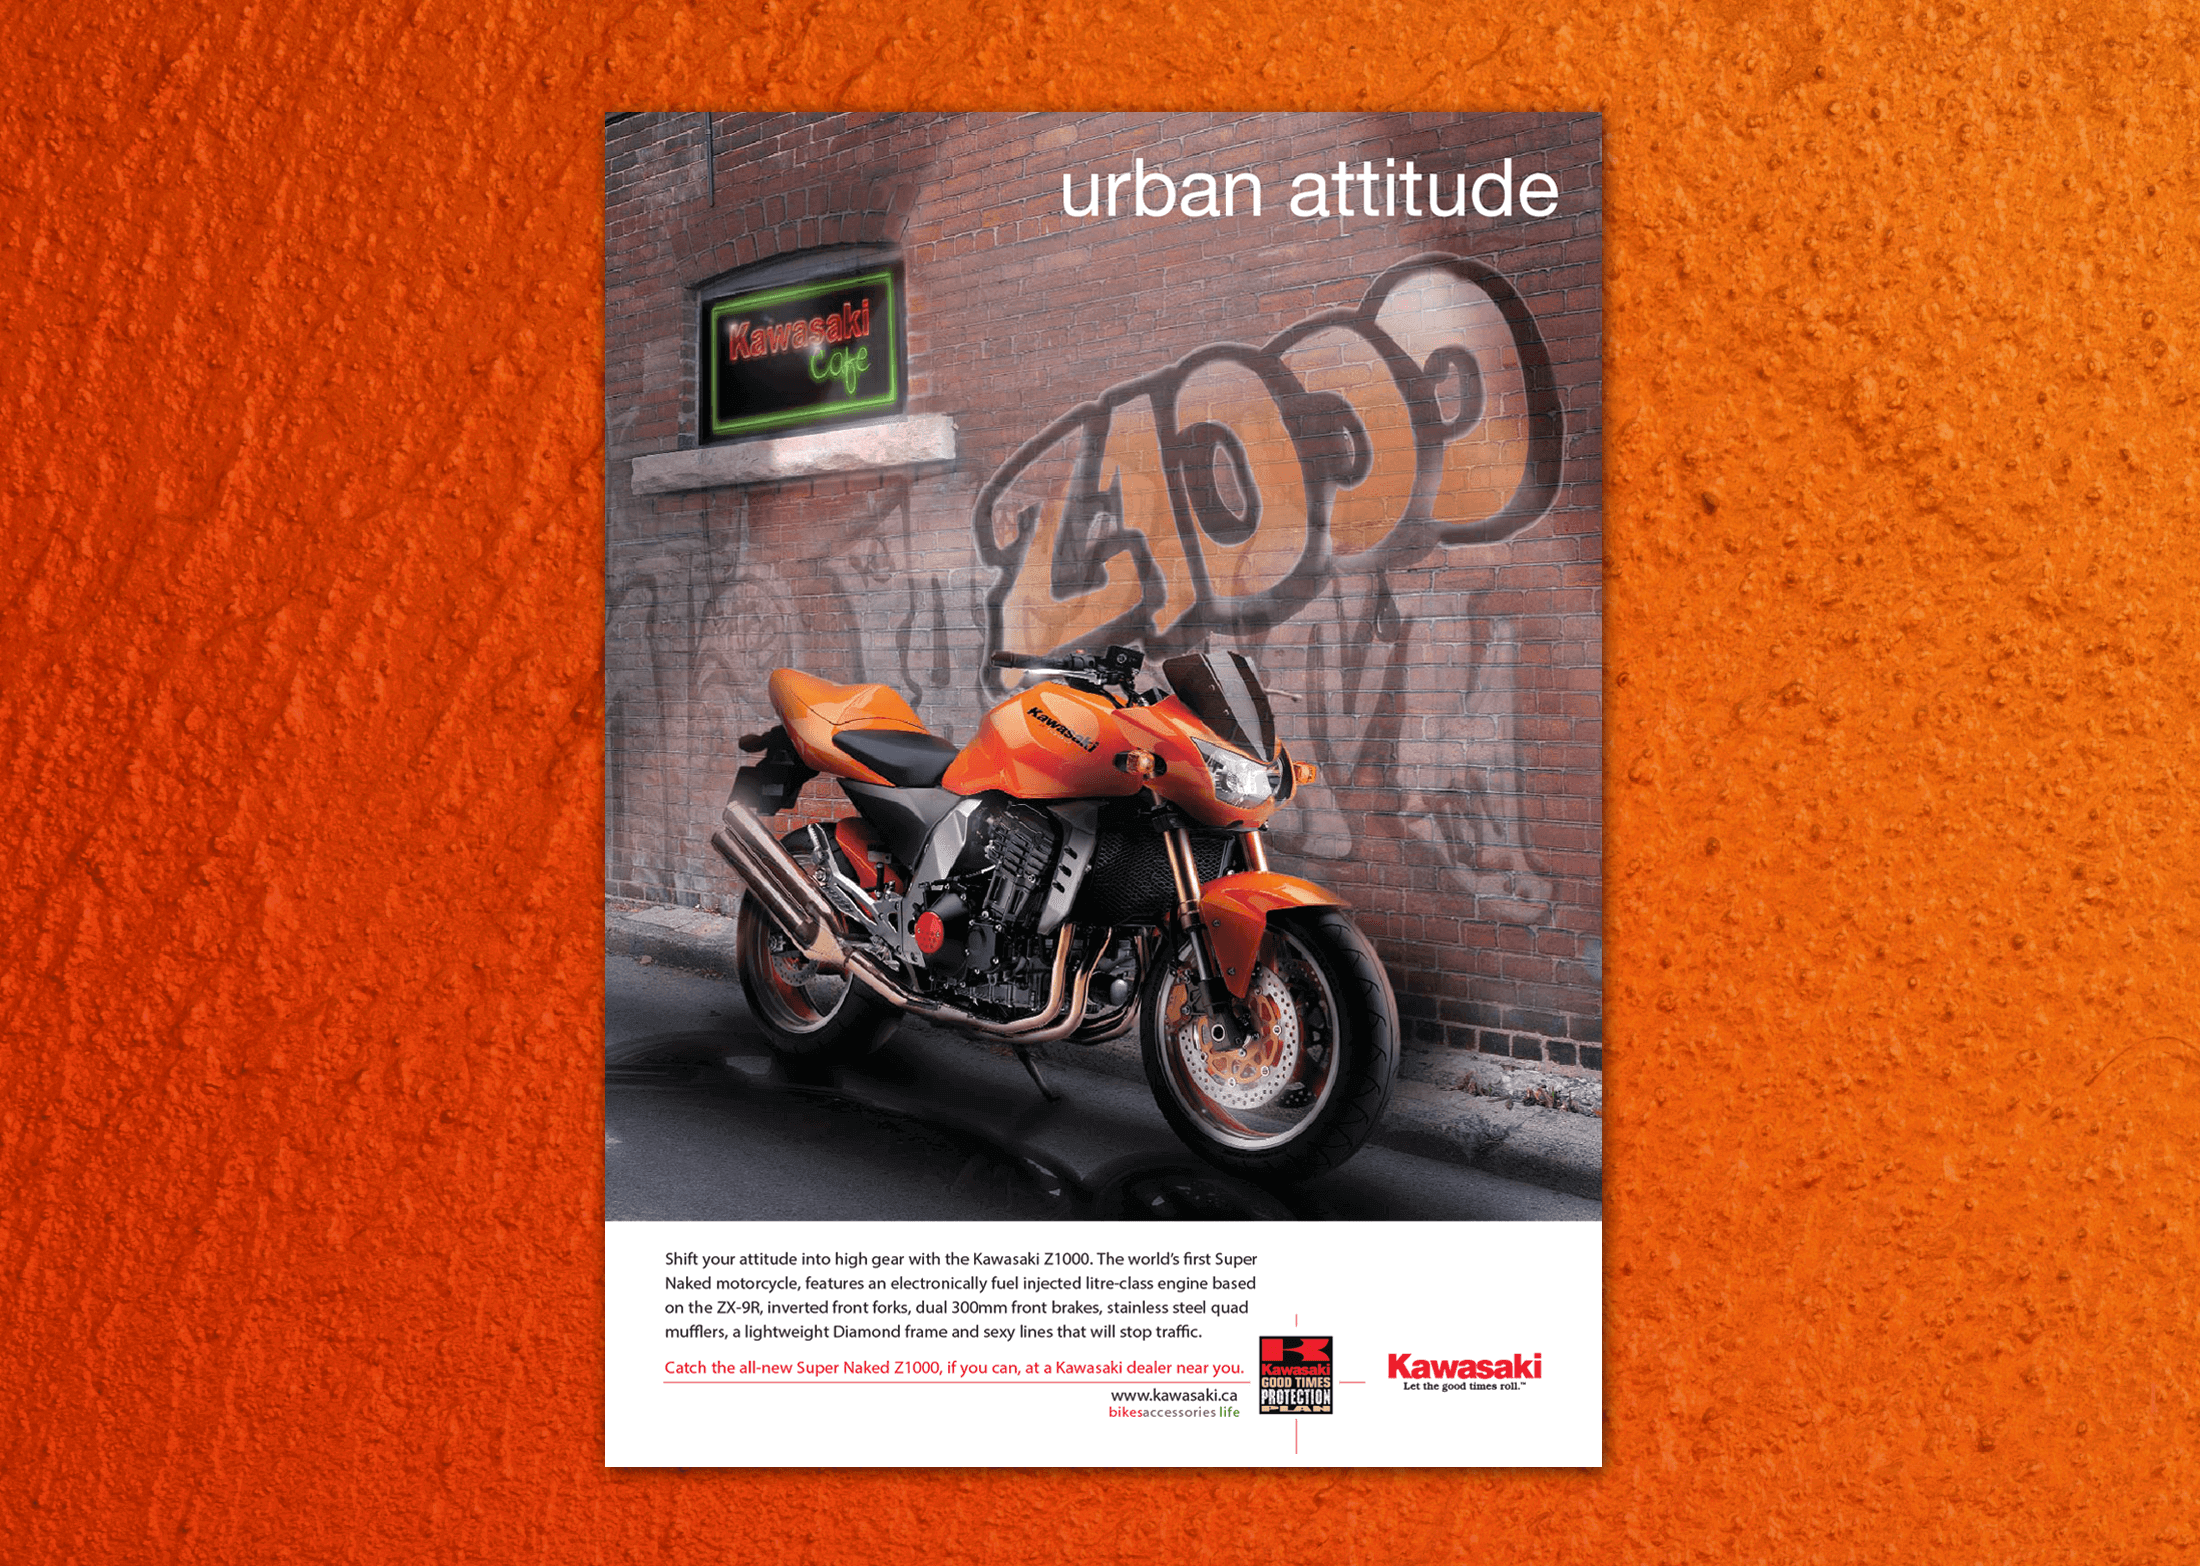 urban attitude
Kawasaki
Cafe
Z1000
Kawasaki
Shift your attitude into high gear with the Kawasaki Z1000. The world's first Super
Naked motorcycle, features an electronically fuel injected litre-class engine based
on the ZX-9R, inverted front forks, dual 300mm front brakes, stainless steel quad
mufflers, a lightweight Diamond frame and sexy lines that will stop traffic.
Catch the all-new Super Naked Z1000, if you can, at a Kawasaki dealer near you.
www.kawasaki.ca
bikesaccessories life
K
Kawasaki
GOOD TIMES
PROTECTION
PLAN
Kawasaki
Let the good times roll.™